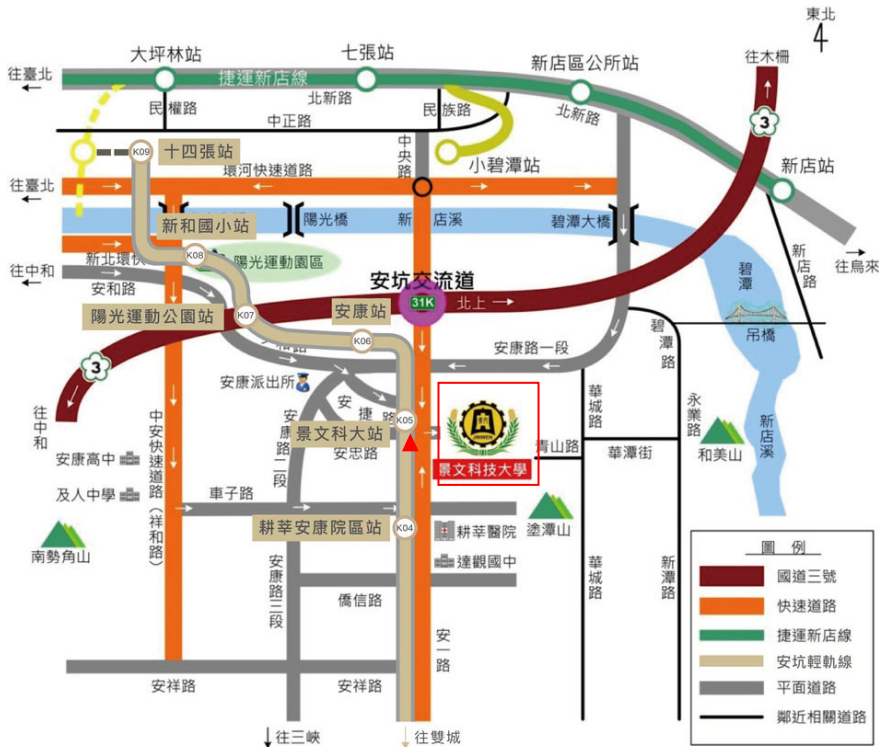 東北
4
往木柵
大坪林站
七張站
新店區公所站
往臺北
捷運新店線
民權路
北新路
民族路
北新路
中正路
3
K09
十四張站
中央路
小碧潭站
新店站
環河快速道路
往臺北
新和國小站
陽光橋
新店溪
碧潭大橋
新店路
往烏來
新北環快
K08
陽光運動園區
往中和
安和路
安坑交流道
碧潭
31K
北上
陽光運動公園站
K07
安康站
K06
碧潭路
吊橋
安康路一段
3
安康派出所
往中和
安捷路
華城路
永業路
新店溪
中安快速道路（祥和路）
安康路二段
K05
景文科大站
JINWEN
安忠路
青山路
華潭街
和美山
安康高中
景文科技大學
及人中學
車子路
南勢角山
耕莘安康院區站
K04
耕莘醫院
塗潭山
達觀國中
安康路三段
華城路
新潭路
僑信路
安一路
安祥路
安祥路
往三峽
往雙城
圖例
國道三號
快速道路
捷運新店線
安坑輕軌線
平面道路
鄰近相關道路